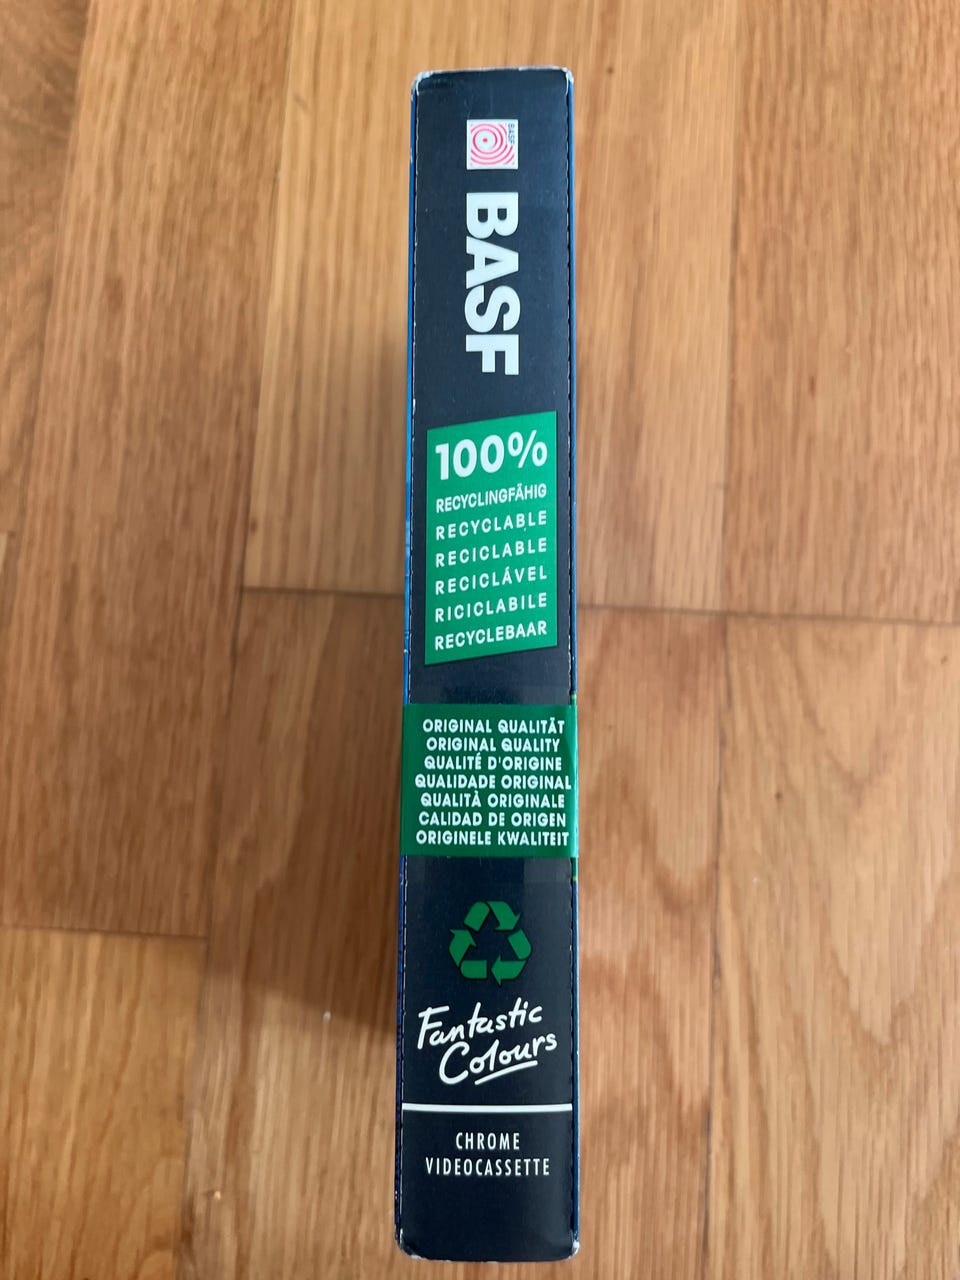 BASF
BASF
100%
RECYCLINGFÄHIG
RECYCLABLE
RECICLABLE
RECICLÁVEL
RICICLABILE
RECYCLEBAAR
ORIGINAL QUALITÄT
ORIGINAL QUALITY
QUALITÉ D'ORIGINE
QUALIDADE ORIGINAL
QUALITÀ ORIGINALE
CALIDAD DE ORIGEN
ORIGINELE KWALITEIT
Fantastic
Colours
CHROME
VIDEOCASSETTE